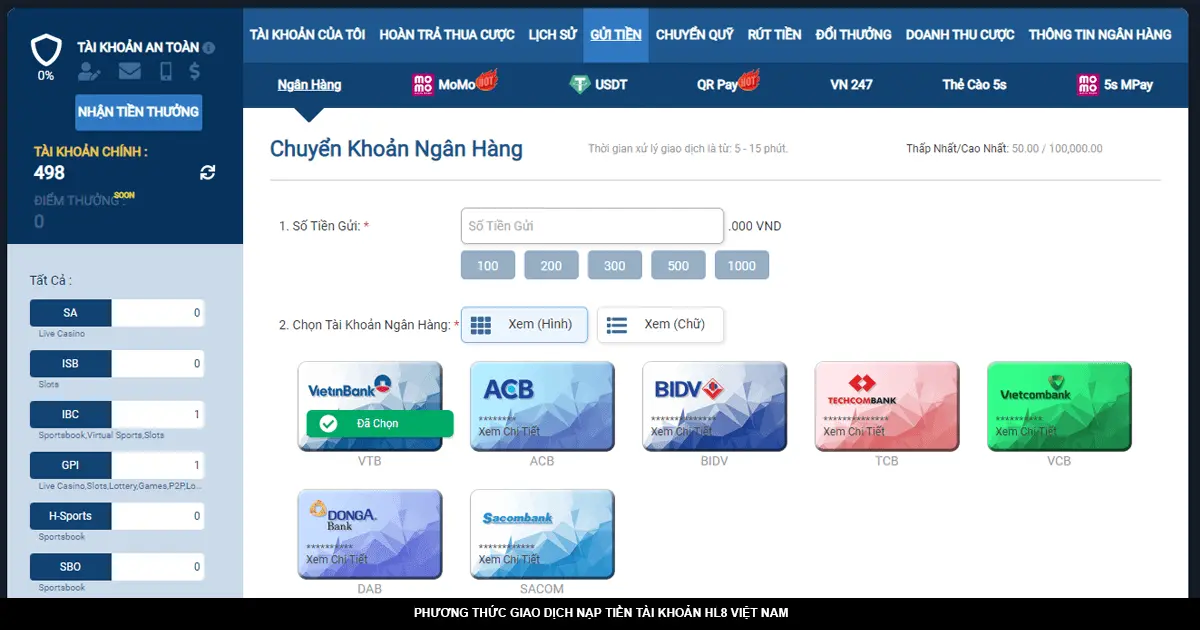 TÀI KHOẢN AN TOÀN
0%
NHẬN TIỀN THƯỞNG
TÀI KHOẢN CHÍNH :
498
ĐIỂM THƯỞNG : SOON
0
TÀI KHOẢN CỦA TÔI HOÀN TRẢ THUA CƯỢC LỊCH SỬ GỬI TIỀN CHUYỂN QUỸ RÚT TIỀN ĐỔI THƯỞNG DOANH THU CƯỢC THÔNG TIN NGÂN HÀNG
Ngân Hàng mo mo MoMo HOT USDT QR Pay HOT VN 247 Thẻ Cào 5s mo mo 5s MPay
Chuyển Khoản Ngân Hàng Thời gian xử lý giao dịch là từ: 5 - 15 phút. Thấp Nhất/Cao Nhất: 50.00 / 100,000.00
1. Số Tiền Gửi: * Số Tiền Gửi .000 VND
100 200 300 500 1000
2. Chọn Tài Khoản Ngân Hàng: * Xem (Hình) Xem (Chữ)
VietinBank ACB BIDV TECHCOMBANK Vietcombank
******** ************** ************** *************
Đã Chọn Xem Chi Tiết Xem Chi Tiết Xem Chi Tiết Xem Chi Tiết
VTB ACB BIDV TCB VCB
DONGA Bank Sacombank
********** ************
Xem Chi Tiết Xem Chi Tiết
DAB SACOM
Tất Cả :
SA 0
Live Casino
ISB 0
Slots
IBC 1
Sportsbook,Virtual Sports,Slots
GPI 1
Live Casino,Slots,Lottery,Games,P2P,Lo...
H-Sports 0
Sportsbook
SBO 0
Sportsbook
PHƯƠNG THỨC GIAO DỊCH NẠP TIỀN TÀI KHOẢN HL8 VIỆT NAM